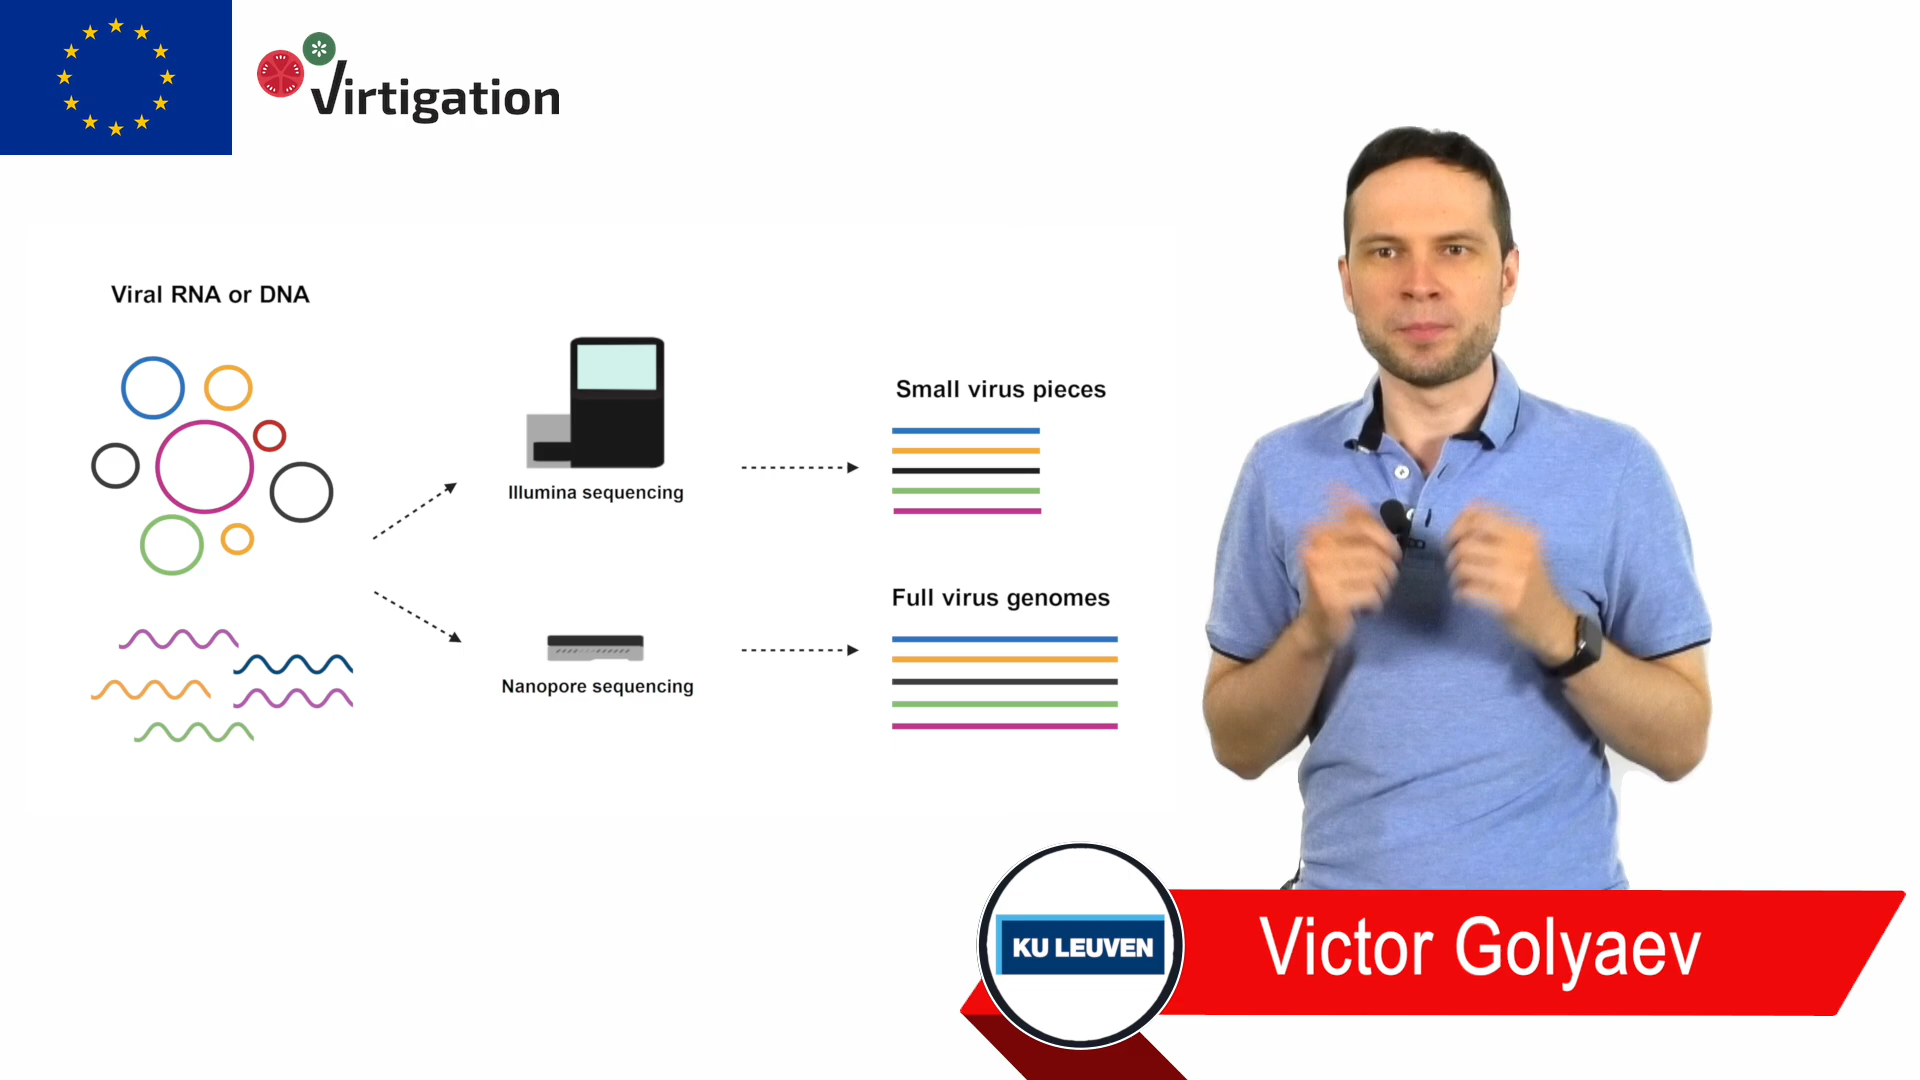 Virtigation
Viral RNA or DNA
Illumina sequencing
Small virus pieces
Nanopore sequencing
Full virus genomes
KU LEUVEN
Victor Golyaev